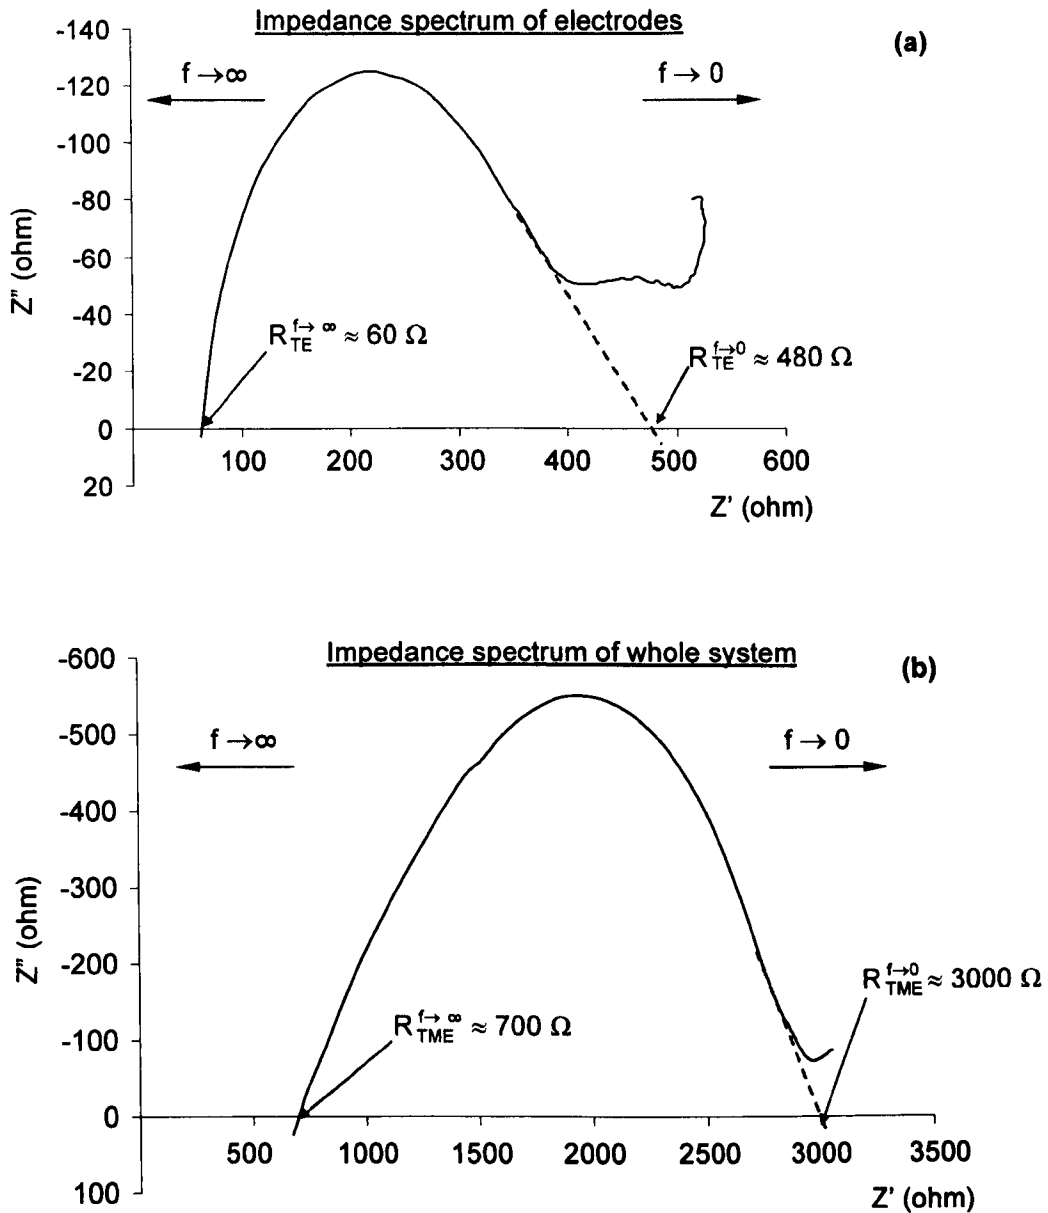 Impedance spectrum of electrodes
(a)
-140
-120
-100
-80
-60
-40
-20
0
20
f→∞
f→0
Z" (ohm)
R_TE^f→∞ ≈ 60 Ω
R_TE^f→0 ≈ 480 Ω
100 200 300 400 500 600
Z' (ohm)
Impedance spectrum of whole system
(b)
-600
-500
-400
-300
-200
-100
0
100
f→∞
f→0
Z" (ohm)
R_TME^f→∞ ≈ 700 Ω
R_TME^f→0 ≈ 3000 Ω
500 1000 1500 2000 2500 3000 3500
Z' (ohm)